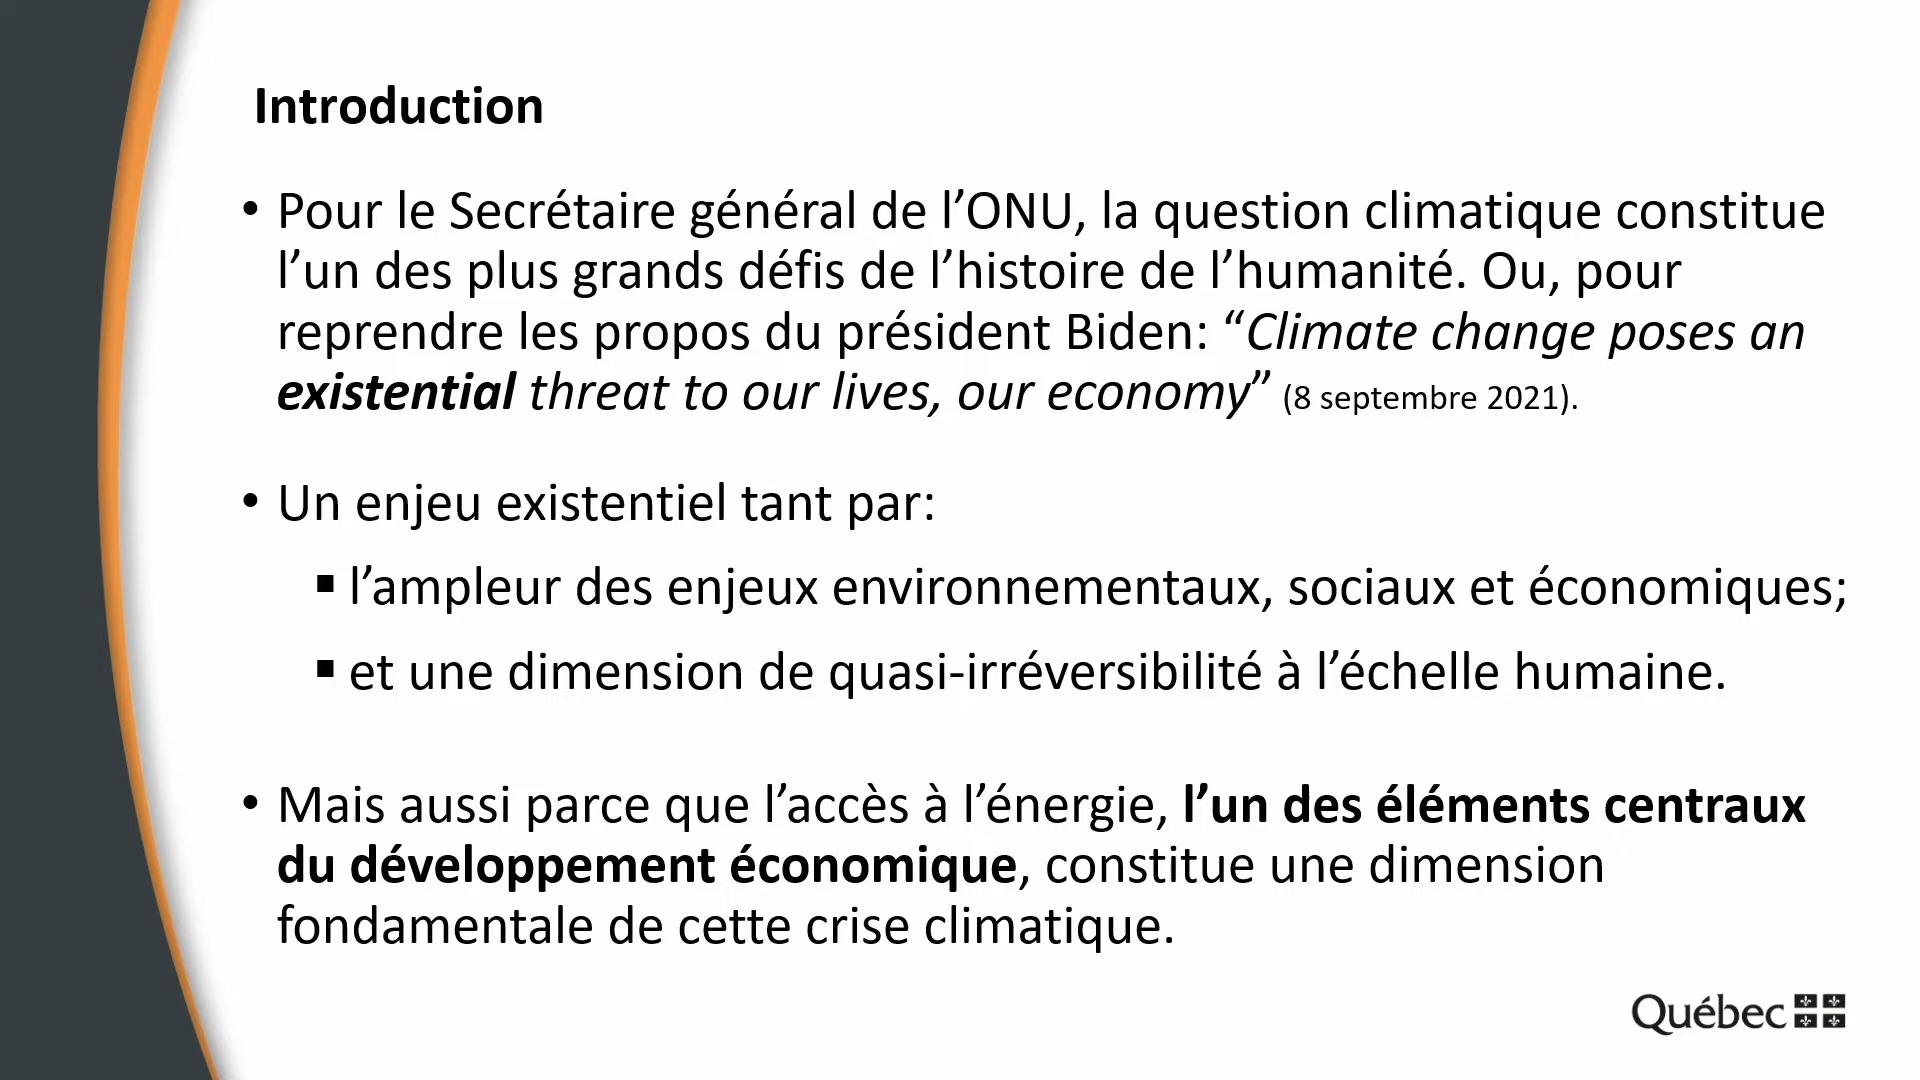 Introduction
• Pour le Secrétaire général de l’ONU, la question climatique constitue
l’un des plus grands défis de l’histoire de l’humanité. Ou, pour
reprendre les propos du président Biden: “Climate change poses an
existential threat to our lives, our economy” (8 septembre 2021).
• Un enjeu existentiel tant par:
▪ l’ampleur des enjeux environnementaux, sociaux et économiques;
▪ et une dimension de quasi-irréversibilité à l’échelle humaine.
• Mais aussi parce que l’accès à l’énergie, l’un des éléments centraux
du développement économique, constitue une dimension
fondamentale de cette crise climatique.
Québec